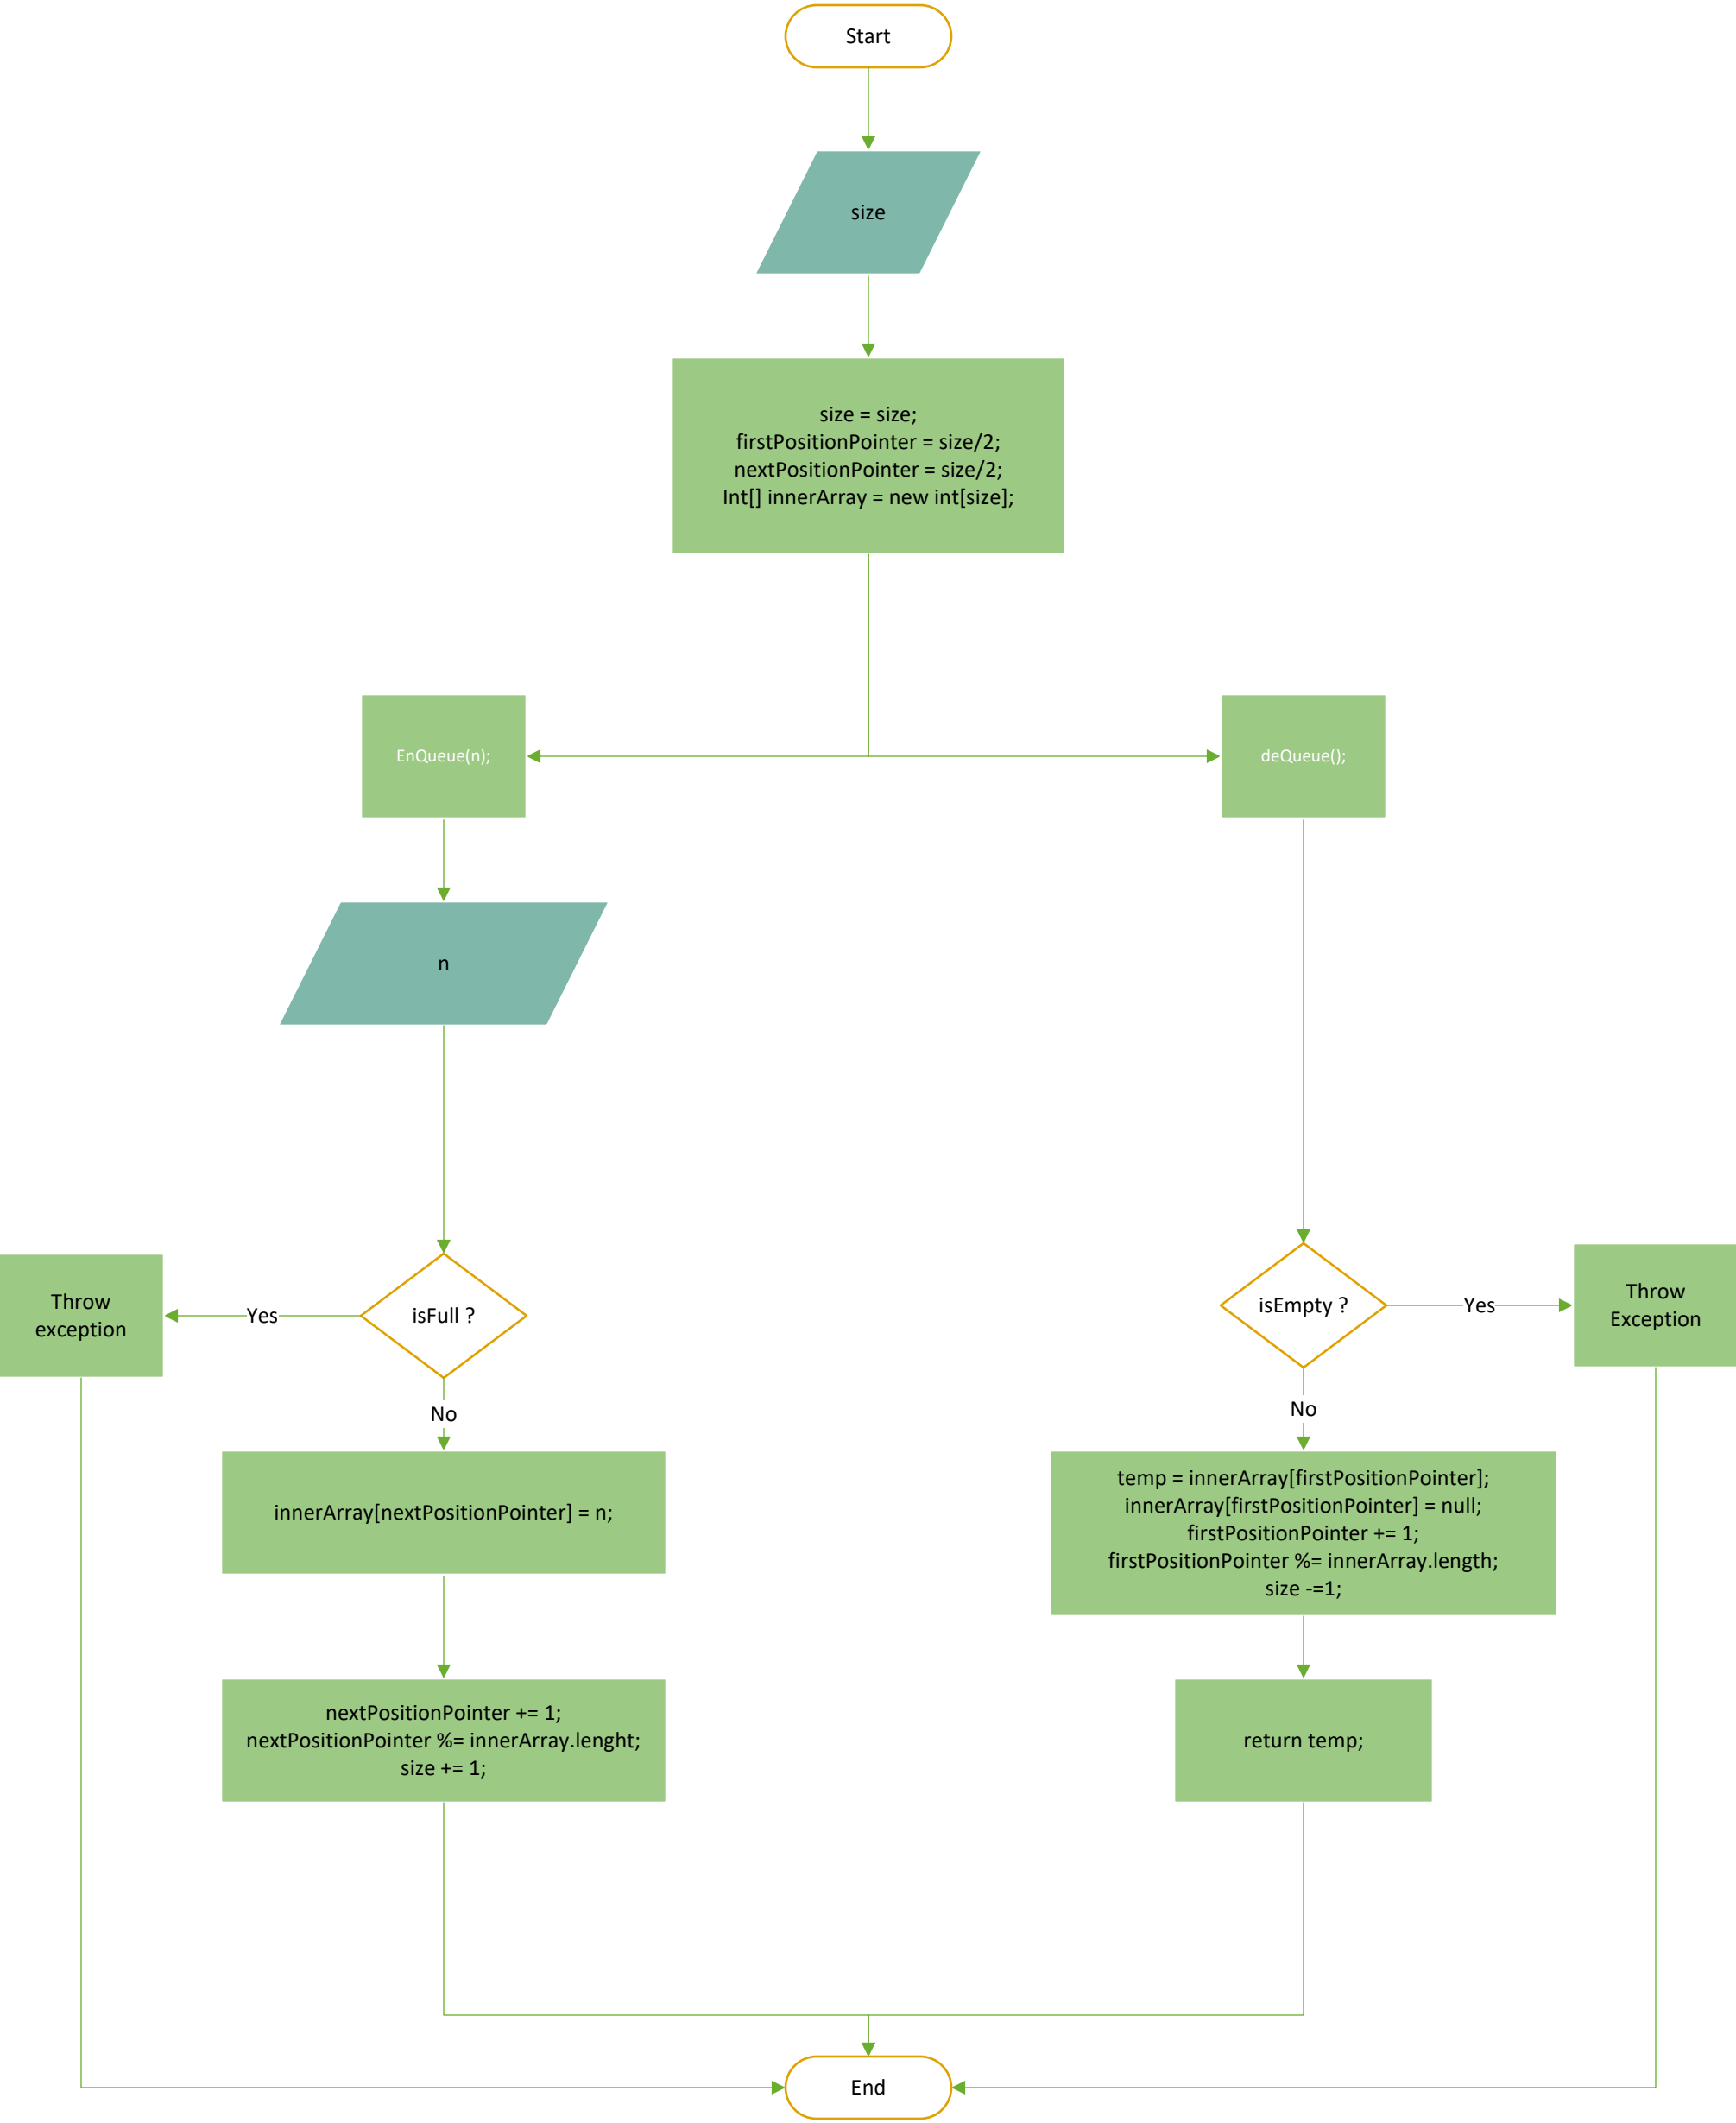 Start
size
size = size;
firstPositionPointer = size/2;
nextPositionPointer = size/2;
Int[] innerArray = new int[size];
EnQueue(n);
deQueue();
n
Throw
exception
Yes
isFull ?
isEmpty ?
Yes
Throw
Exception
No
No
innerArray[nextPositionPointer] = n;
temp = innerArray[firstPositionPointer];
innerArray[firstPositionPointer] = null;
firstPositionPointer += 1;
firstPositionPointer %= innerArray.length;
size -=1;
nextPositionPointer += 1;
nextPositionPointer %= innerArray.lenght;
size += 1;
return temp;
End